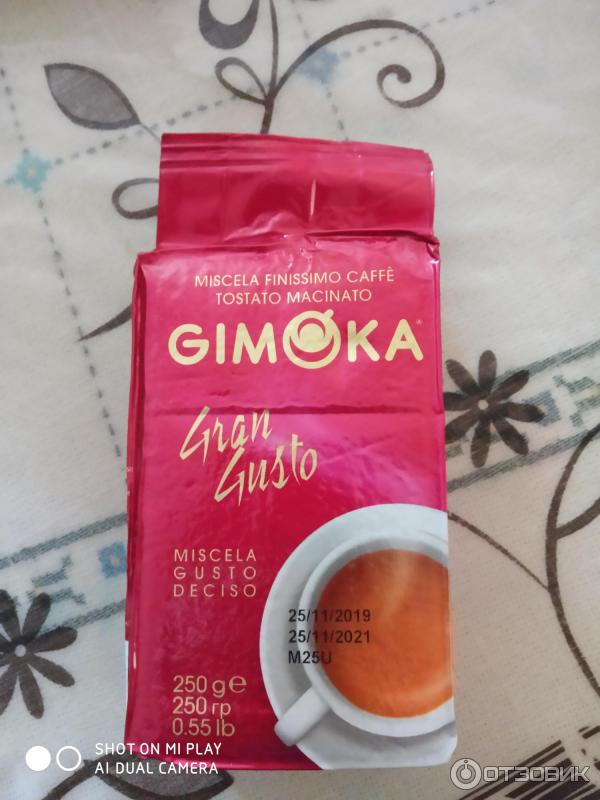 MISCELA FINISSIMO CAFFÈ
TOSTATO MACINATO
GIMOKA®
Gran
Gusto
MISCELA
GUSTO
DECISO
25/11/2019
25/11/2021
M25U
250 g e
250 гр
0.55 lb
SHOT ON MI PLAY
AI DUAL CAMERA
ОТЗОВИК